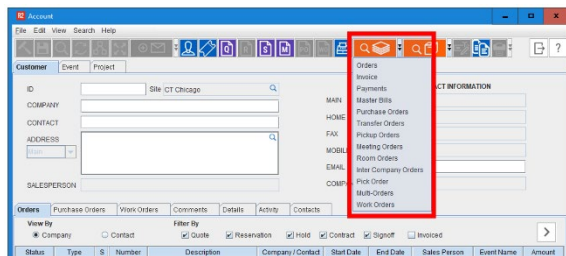 R2 Account
File Edit View Search Help
Customer Event Project
ID
Site CT Chicago
COMPANY
CONTACT
ADDRESS
Main
SALESPERSON
MAIN
HOME
FAX
EMAIL
ACT INFORMATION
Orders
Invoice
Payments
Master Bills
Purchase Orders
Transfer Orders
Pickup Orders
Meeting Orders
Room Orders
Inter Company Orders
Pick Order
Multi-Orders
Work Orders
Orders Purchase Orders Work Orders Comments Details Activity Contacts
View By Filter By
Company Contact Quote Reservation Hold Contract Signoff Invoiced
Status Type S Number Description Company / Contact Start Date End Date Sales Person Event Name Amount